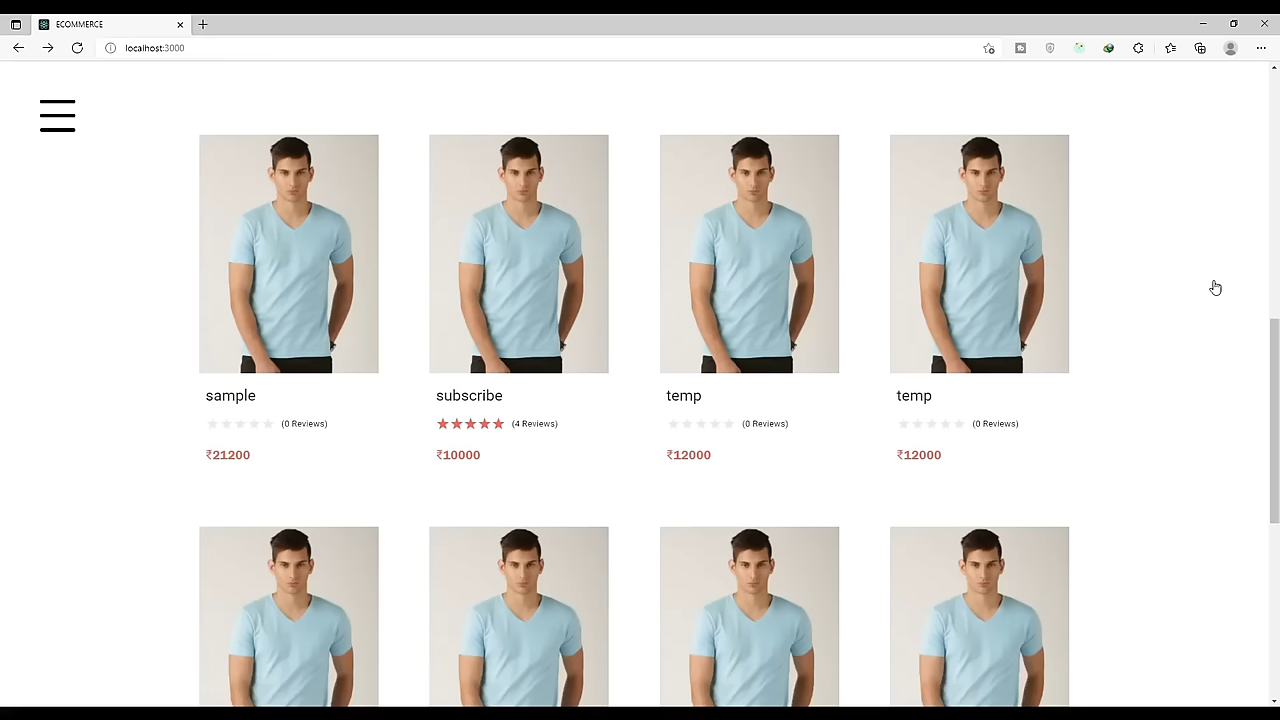 ECOMMERCE
localhost:3000
sample
subscribe
temp
temp
(0 Reviews)
(4 Reviews)
(0 Reviews)
(0 Reviews)
₹21200
₹10000
₹12000
₹12000